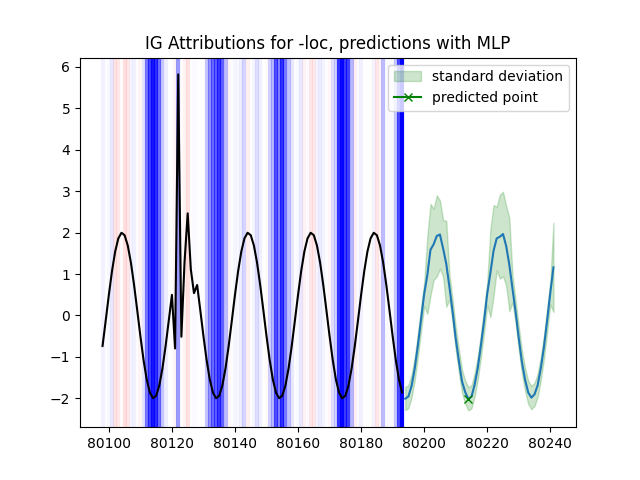 IG Attributions for -loc, predictions with MLP
standard deviation
predicted point
6
5
4
3
2
1
0
−1
−2
80100 80120 80140 80160 80180 80200 80220 80240